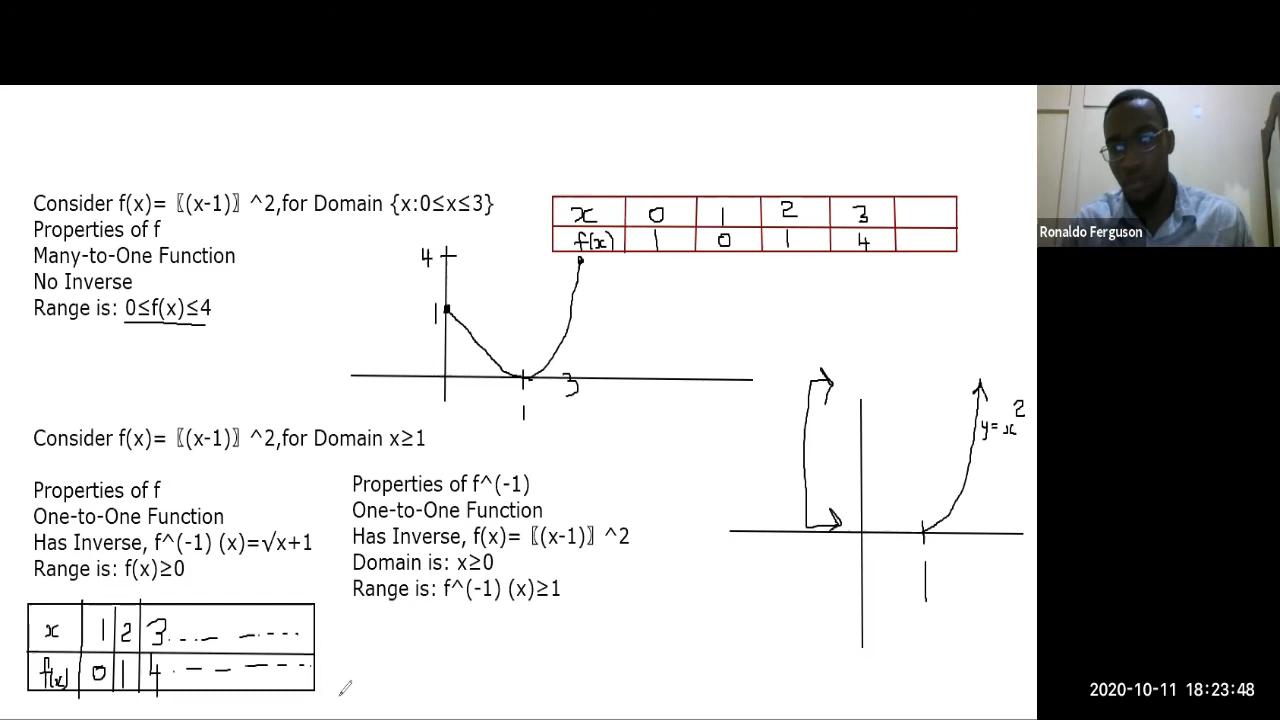 Consider f(x)= 〖(x-1)〗 ^2,for Domain {x:0≤x≤3}
Properties of f
Many-to-One Function
No Inverse
Range is: 0≤f(x)≤4
x 0 1 2 3
f(x) 1 0 1 4
4
1
3
1
Ronaldo Ferguson
Consider f(x)= 〖(x-1)〗 ^2,for Domain x≥1
Properties of f
One-to-One Function
Has Inverse, f^(-1) (x)=√x+1
Range is: f(x)≥0
Properties of f^(-1)
One-to-One Function
Has Inverse, f(x)= 〖(x-1)〗 ^2
Domain is: x≥0
Range is: f^(-1) (x)≥1
y=x²
1
x 1 2 3 ... — — ....
f(x) 0 1 4 . — — — - - - .
2020-10-11 18:23:48